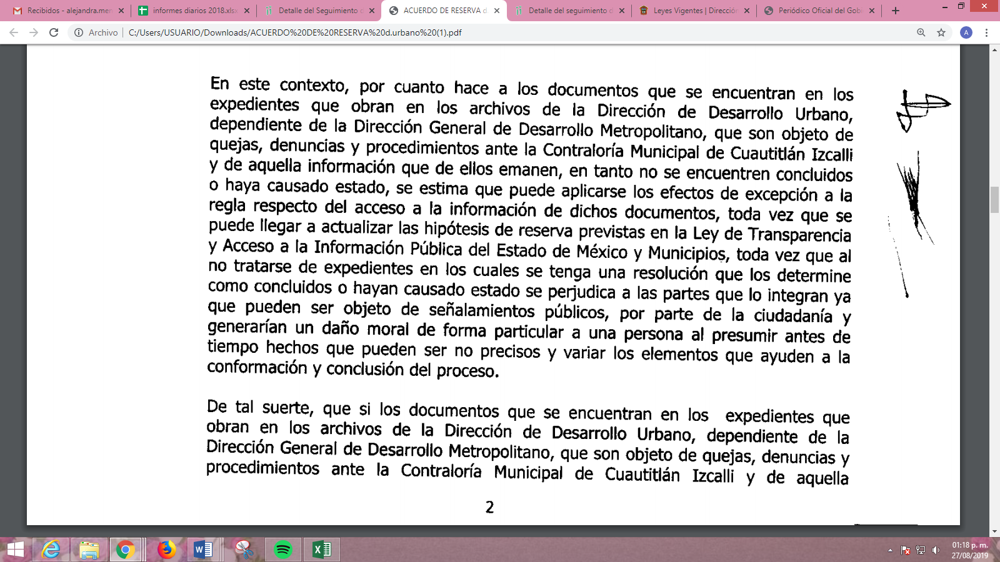 Recibidos - alejandra.men
informes diarios 2018.xlsx
Detalle del Seguimiento d
ACUERDO DE RESERVA d.
Detalle del seguimiento d
Leyes Vigentes | Dirección
Periódico Oficial del Gobi
Archivo
C:/Users/USUARIO/Downloads/ACUERDO%20DE%20RESERVA%20d.urbano%20(1).pdf
A
En este contexto, por cuanto hace a los documentos que se encuentran en los
expedientes que obran en los archivos de la Dirección de Desarrollo Urbano,
dependiente de la Dirección General de Desarrollo Metropolitano, que son objeto de
quejas, denuncias y procedimientos ante la Contraloría Municipal de Cuautitlán Izcalli
y de aquella información que de ellos emanen, en tanto no se encuentren concluidos
o haya causado estado, se estima que puede aplicarse los efectos de excepción a la
regla respecto del acceso a la información de dichos documentos, toda vez que se
puede llegar a actualizar las hipótesis de reserva previstas en la Ley de Transparencia
y Acceso a la Información Pública del Estado de México y Municipios, toda vez que al
no tratarse de expedientes en los cuales se tenga una resolución que los determine
como concluidos o hayan causado estado se perjudica a las partes que lo integran ya
que pueden ser objeto de señalamientos públicos, por parte de la ciudadanía y
generarían un daño moral de forma particular a una persona al presumir antes de
tiempo hechos que pueden ser no precisos y variar los elementos que ayuden a la
conformación y conclusión del proceso.
De tal suerte, que si los documentos que se encuentran en los expedientes que
obran en los archivos de la Dirección de Desarrollo Urbano, dependiente de la
Dirección General de Desarrollo Metropolitano, que son objeto de quejas, denuncias y
procedimientos ante la Contraloría Municipal de Cuautitlán Izcalli y de aquella
2
01:18 p. m.
27/08/2019